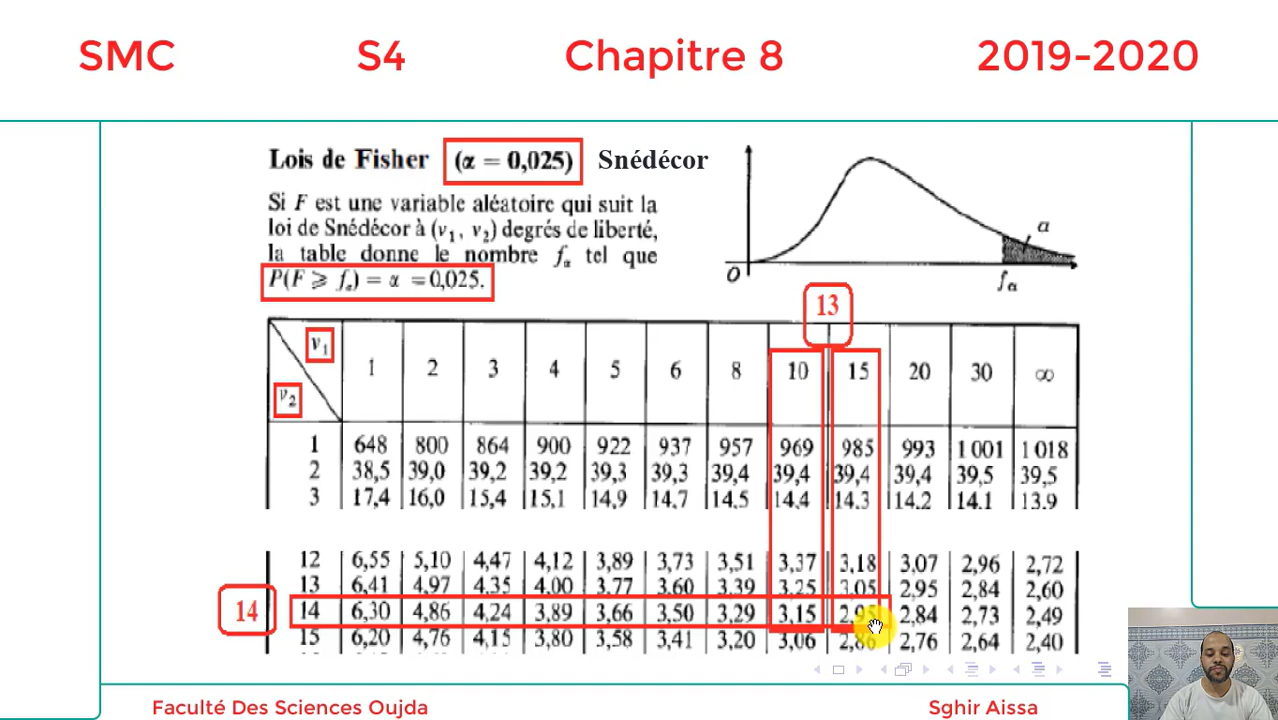 SMC S4 Chapitre 8 2019-2020
Lois de Fisher (α = 0,025) Snédécor
Si F est une variable aléatoire qui suit la
loi de Snédécor à (ν₁, ν₂) degrés de liberté,
la table donne le nombre fα tel que
P(F ⩾ fα) = α = 0,025.
α
O
fα
13
ν₁
ν₂
1 2 3 4 5 6 8 10 15 20 30 ∞
1 648 800 864 900 922 937 957 969 985 993 1 001 1 018
2 38,5 39,0 39,2 39,2 39,3 39,3 39,4 39,4 39,4 39,4 39,5 39,5
3 17,4 16,0 15,4 15,1 14,9 14,7 14,5 14,4 14,3 14,2 14,1 13,9
12 6,55 5,10 4,47 4,12 3,89 3,73 3,51 3,37 3,18 3,07 2,96 2,72
13 6,41 4,97 4,35 4,00 3,77 3,60 3,39 3,25 3,05 2,95 2,84 2,60
14
14 6,30 4,86 4,24 3,89 3,66 3,50 3,29 3,15 2,95 2,84 2,73 2,49
15 6,20 4,76 4,15 3,80 3,58 3,41 3,20 3,06 2,86 2,76 2,64 2,40
Faculté Des Sciences Oujda Sghir Aissa